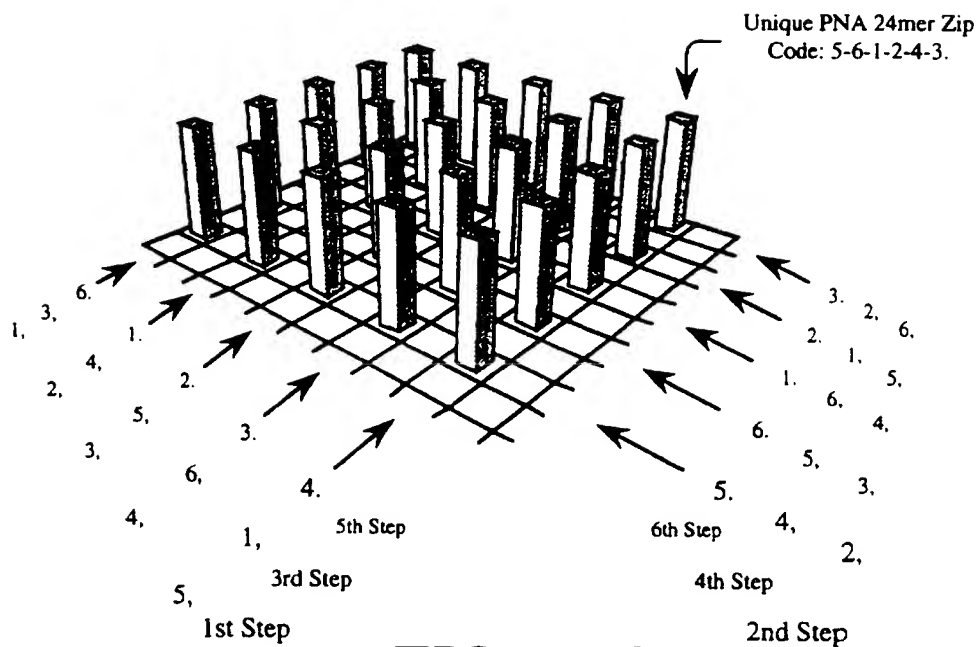 Unique PNA 24mer Zip
Code: 5-6-1-2-4-3.
1, 3, 6.
2, 4, 1.
3, 5, 2.
4, 6, 3.
5, 1, 4.
3. 2, 6,
2. 1, 5,
1. 6, 4,
6. 5, 3,
5. 4, 2,
5th Step
6th Step
3rd Step
4th Step
1st Step
2nd Step